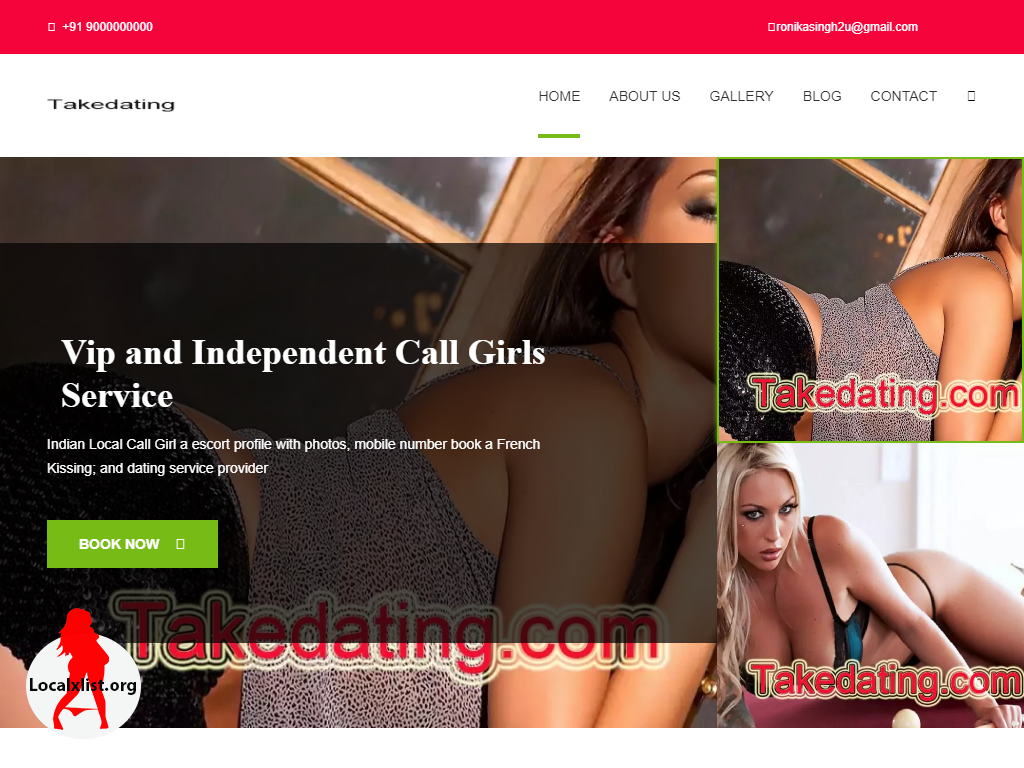 +91 9000000000
ronikasingh2u@gmail.com
Takedating
HOME
ABOUT US
GALLERY
BLOG
CONTACT
Vip and Independent Call Girls
Service
Indian Local Call Girl a escort profile with photos, mobile number book a French
Kissing; and dating service provider
BOOK NOW
Takedating.com
Takedating.com
Takedating.com
Localxlist.org